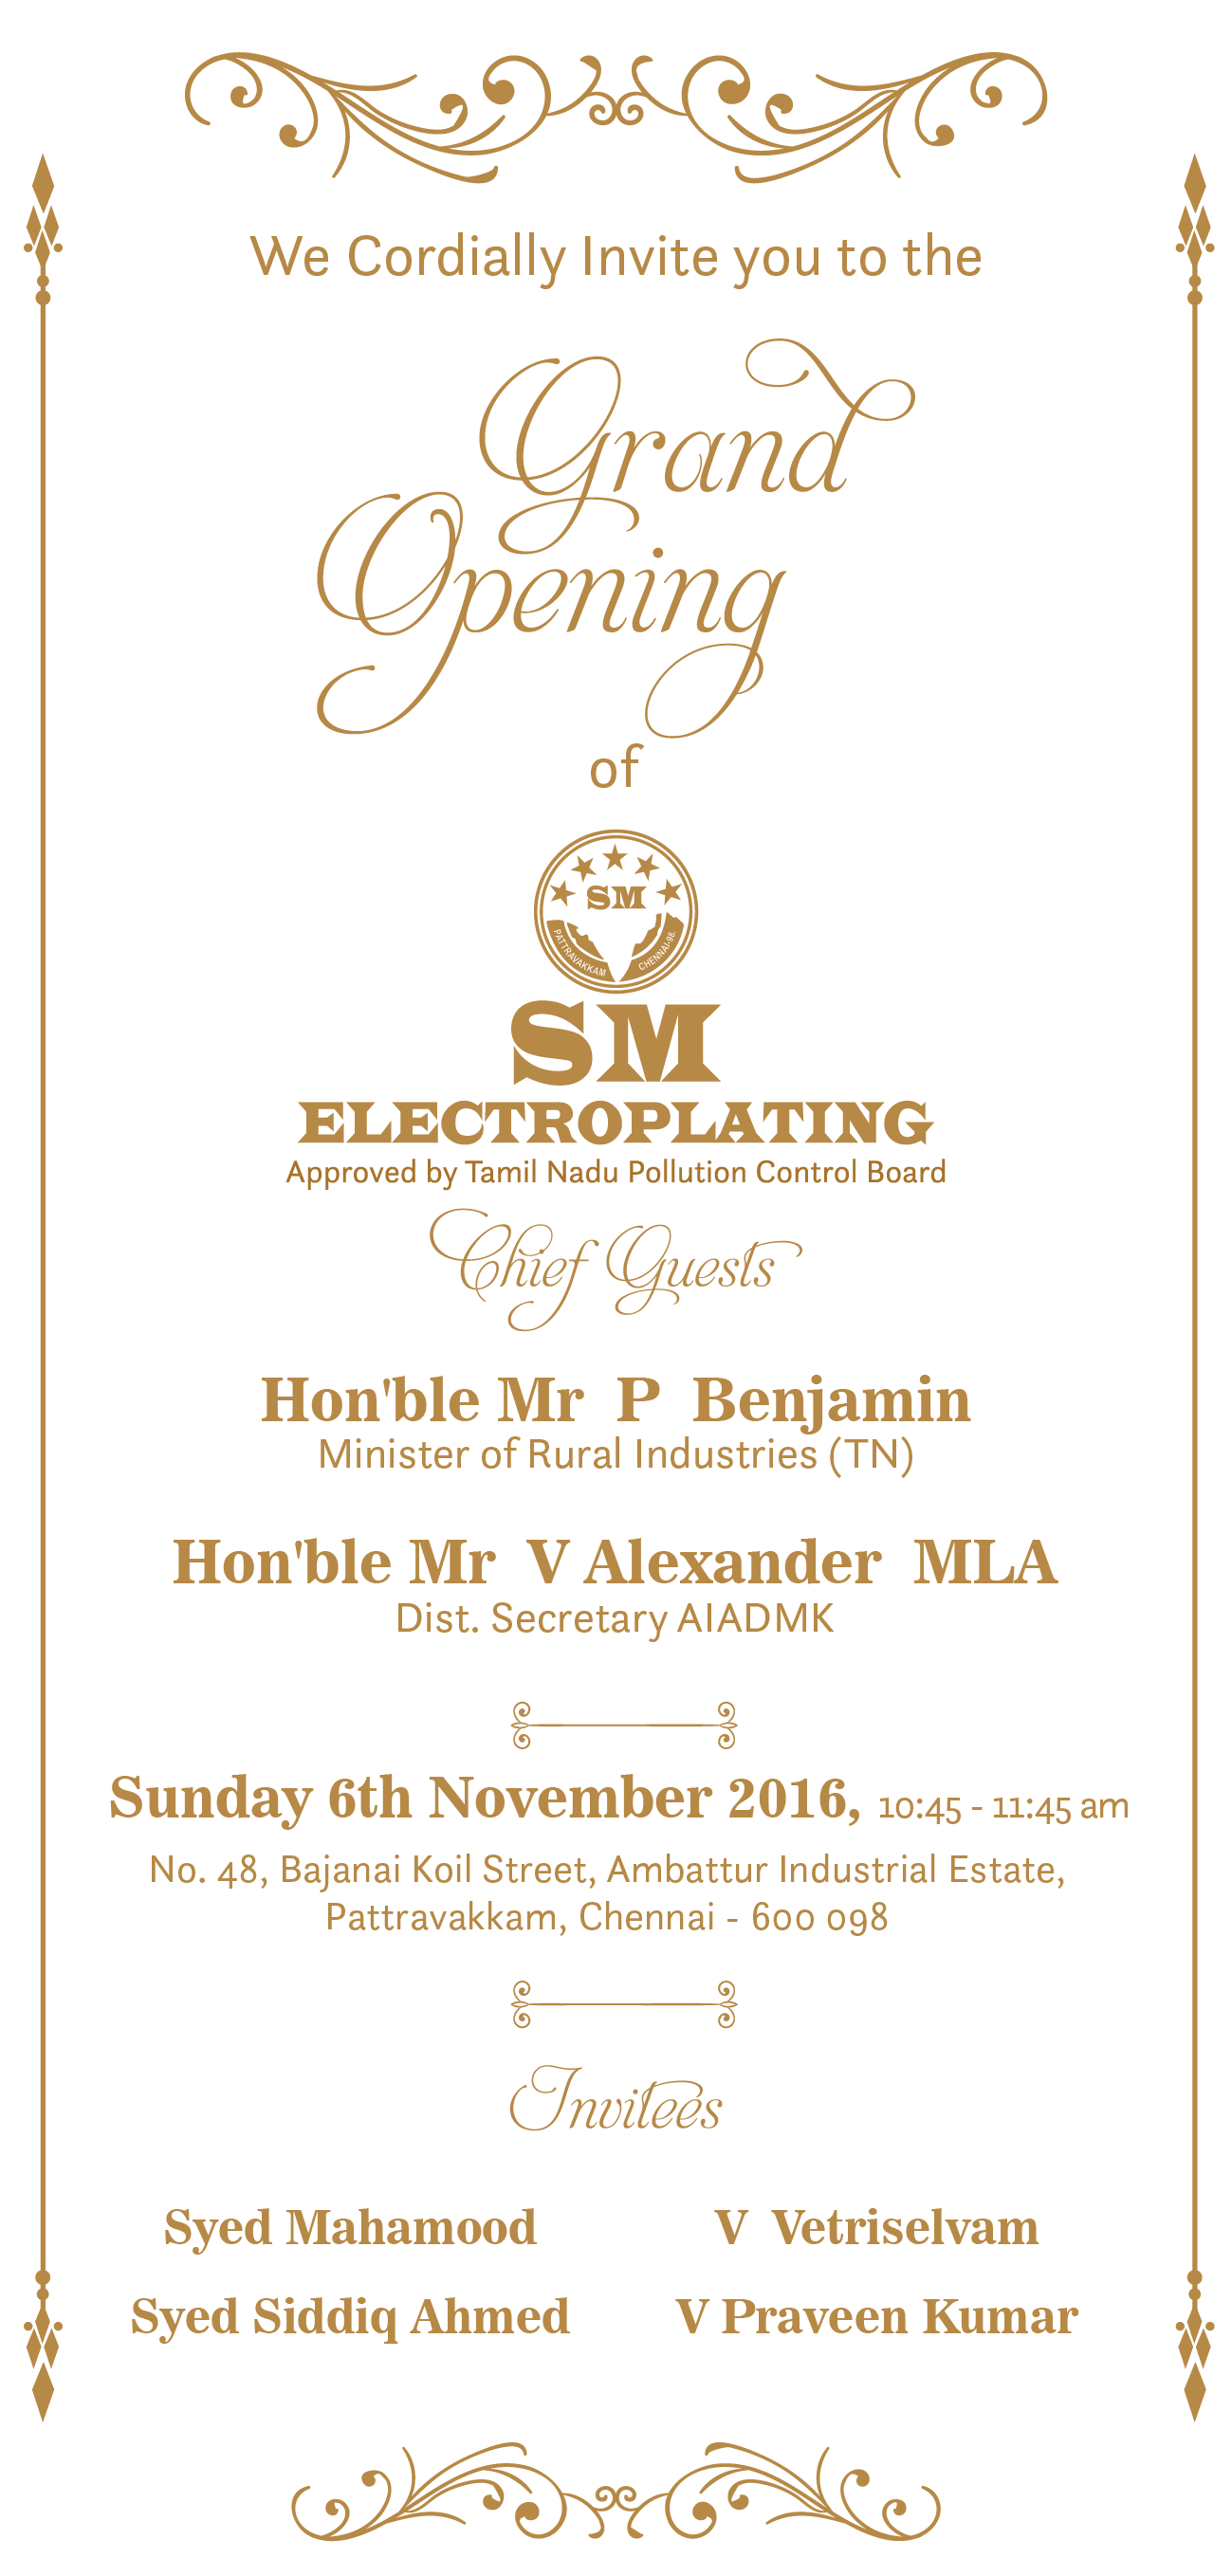 We Cordially Invite you to the
Grand
Opening
of
SM
PATTRAVAKKAM CHENNAI-98.
SM
ELECTROPLATING
Approved by Tamil Nadu Pollution Control Board
Chief Guests
Hon'ble Mr P Benjamin
Minister of Rural Industries (TN)
Hon'ble Mr V Alexander MLA
Dist. Secretary AIADMK
Sunday 6th November 2016, 10:45 - 11:45 am
No. 48, Bajanai Koil Street, Ambattur Industrial Estate,
Pattravakkam, Chennai - 600 098
Invitees
Syed Mahamood V Vetriselvam
Syed Siddiq Ahmed V Praveen Kumar